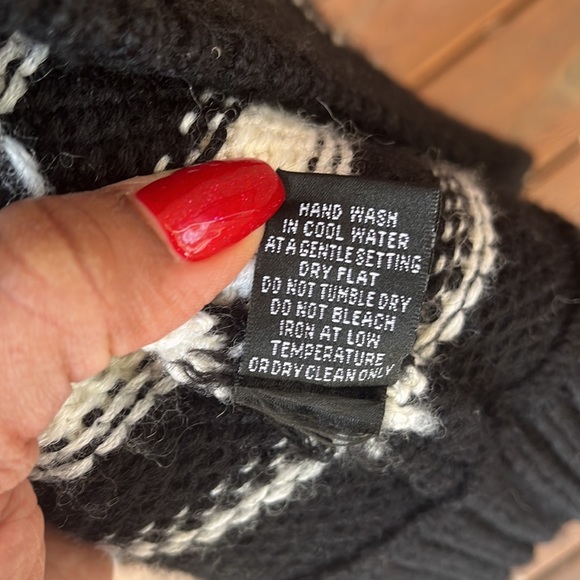 HAND WASH
IN COOL WATER
AT A GENTLE SETTING
DRY FLAT
DO NOT TUMBLE DRY
DO NOT BLEACH
IRON AT LOW
TEMPERATURE
OR DRY CLEAN ONLY